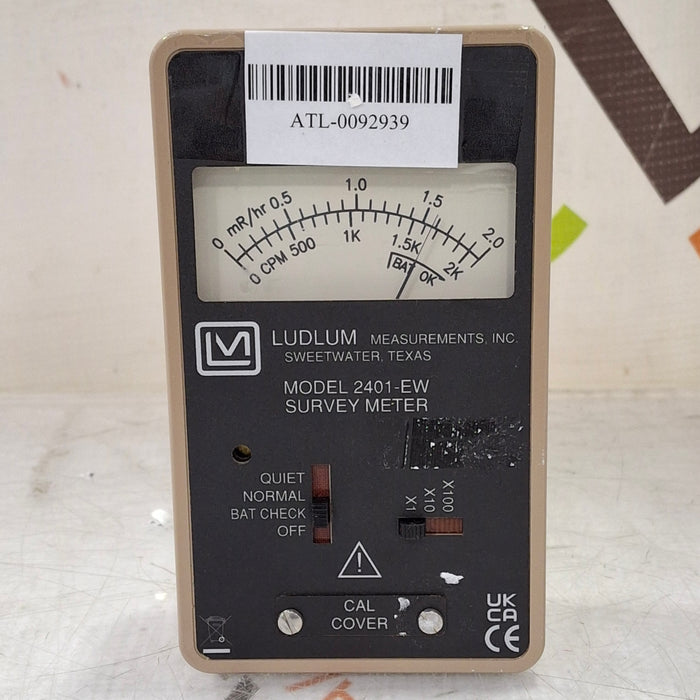 ATL-0092939
0 mR/hr 0.5 1.0 1.5 2.0
0 CPM 500 1K 1.5K 2K
BAT OK
LM
LUDLUM MEASUREMENTS, INC.
SWEETWATER, TEXAS
MODEL 2401-EW
SURVEY METER
QUIET
NORMAL
BAT CHECK
OFF
X1 X10 X100
CAL
COVER
UK
CA
CE